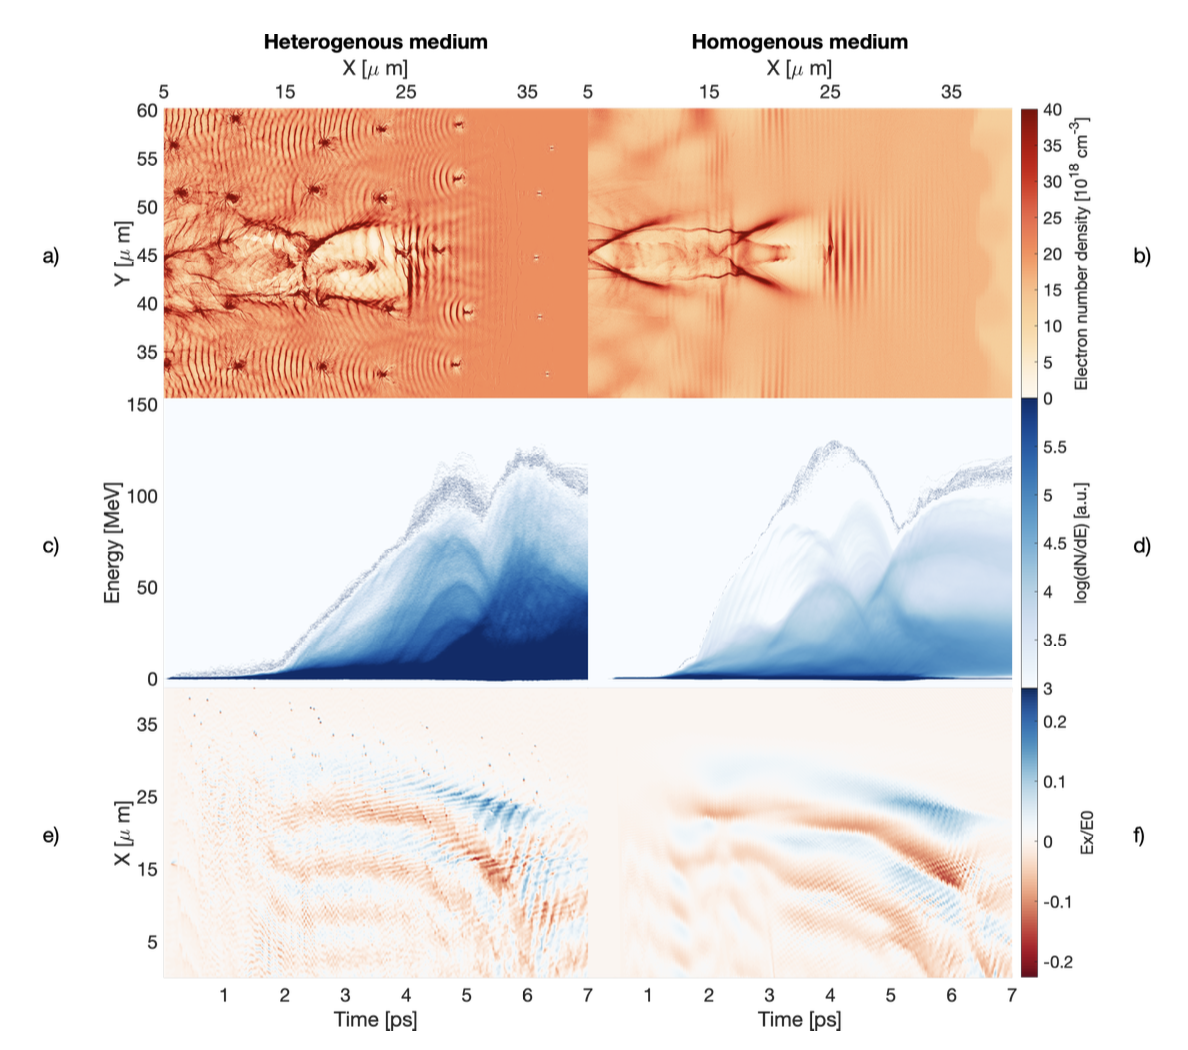 Heterogenous medium
Homogenous medium
X [μ m]
X [μ m]
5 15 25 35 5 15 25 35
60
55
50
45
40
35
Y [μ m]
a)
b)
40
35
30
25
20
15
10
5
0
Electron number density [10^18 cm^-3]
150
100
50
0
Energy [MeV]
c)
d)
5.5
5
4.5
4
3.5
3
log(dN/dE) [a.u.]
35
25
15
5
X [μ m]
e)
f)
0.2
0.1
0
-0.1
-0.2
Ex/E0
1 2 3 4 5 6 7 1 2 3 4 5 6 7
Time [ps]
Time [ps]